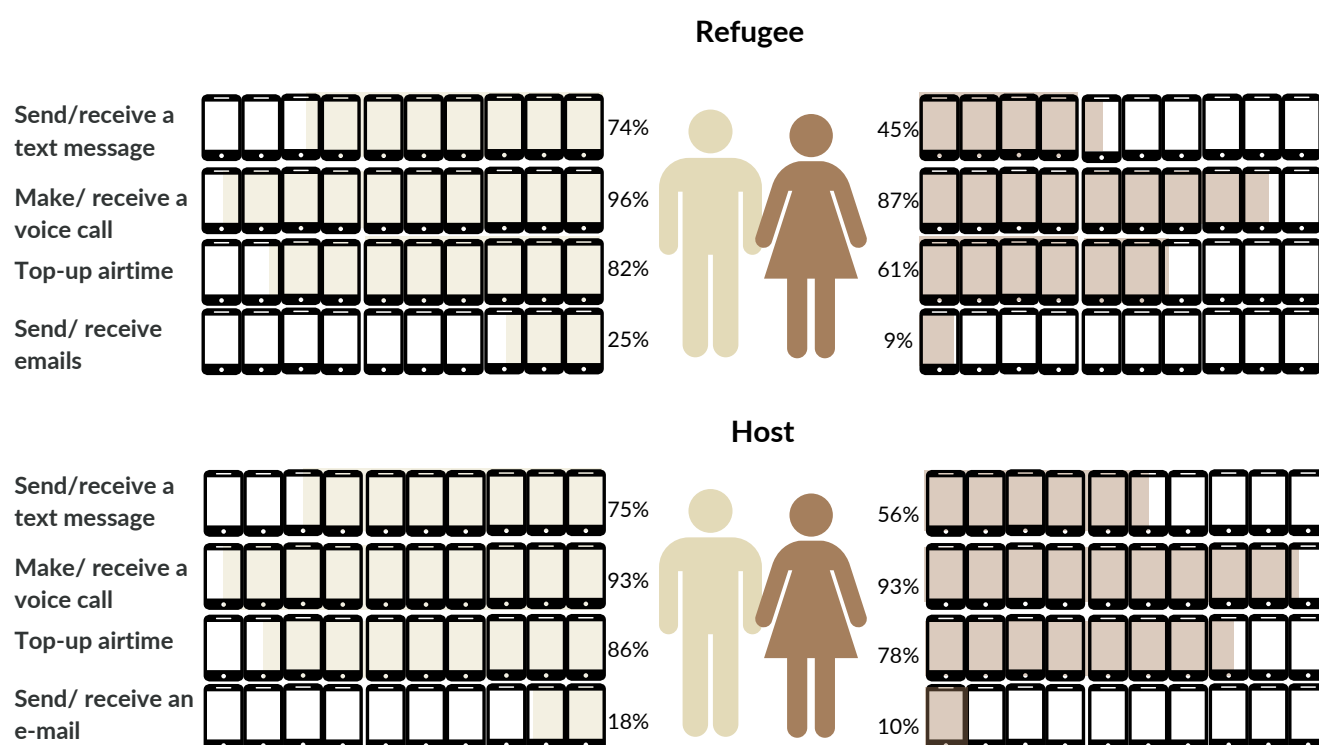 Refugee
Send/receive a
text message
74%
45%
Make/ receive a
voice call
96%
87%
Top-up airtime
82%
61%
Send/ receive
emails
25%
9%
Host
Send/receive a
text message
75%
56%
Make/ receive a
voice call
93%
93%
Top-up airtime
86%
78%
Send/ receive an
e-mail
18%
10%